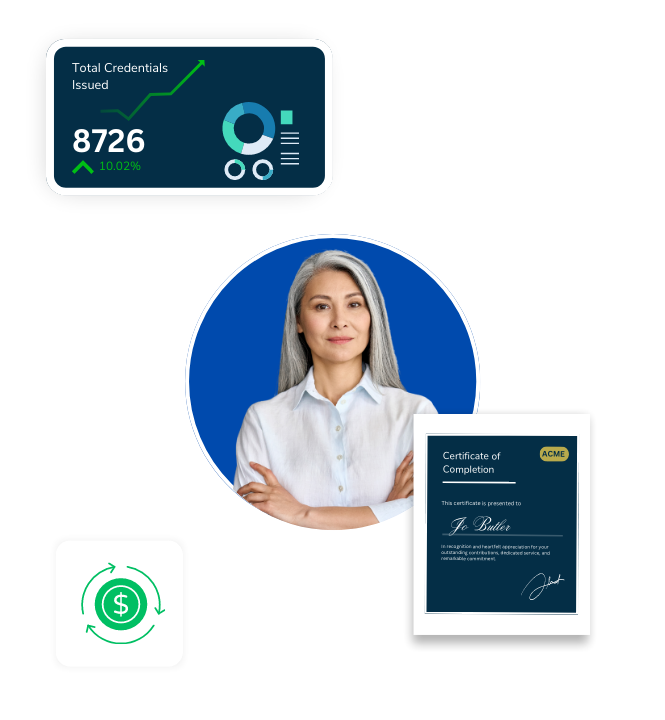 Total Credentials
Issued
8726
10.02%
$
Certificate of
Completion
ACME
This certificate is presented to
Jo Butler
In recognition and heartfelt appreciation for your
outstanding contributions, dedicated service, and
remarkable commitment.